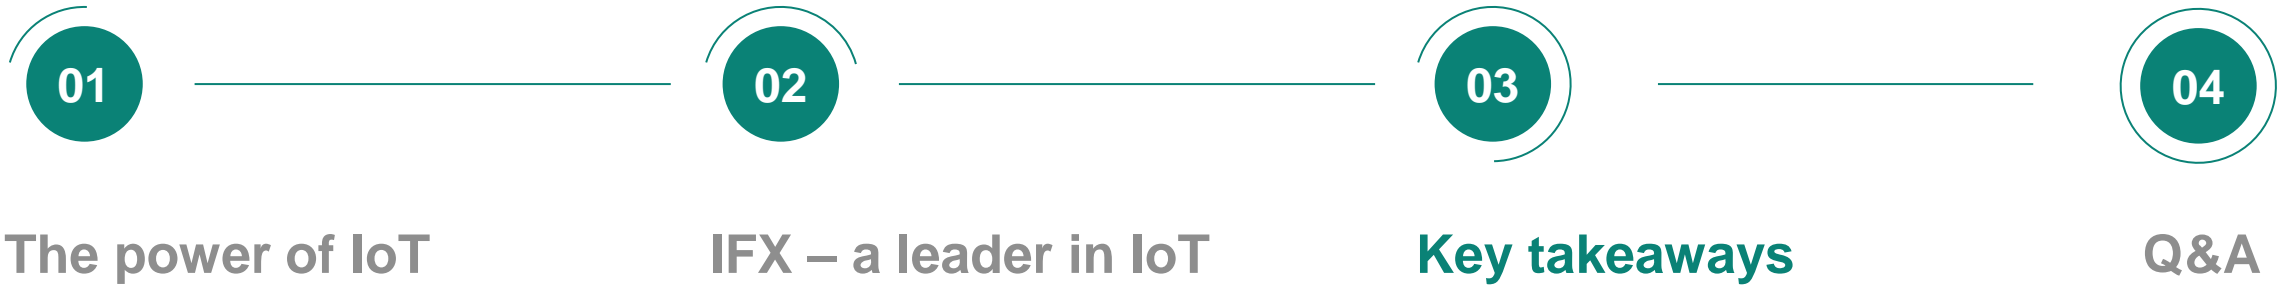 01
02
03
04
The power of IoT
IFX – a leader in IoT
Key takeaways
Q&A